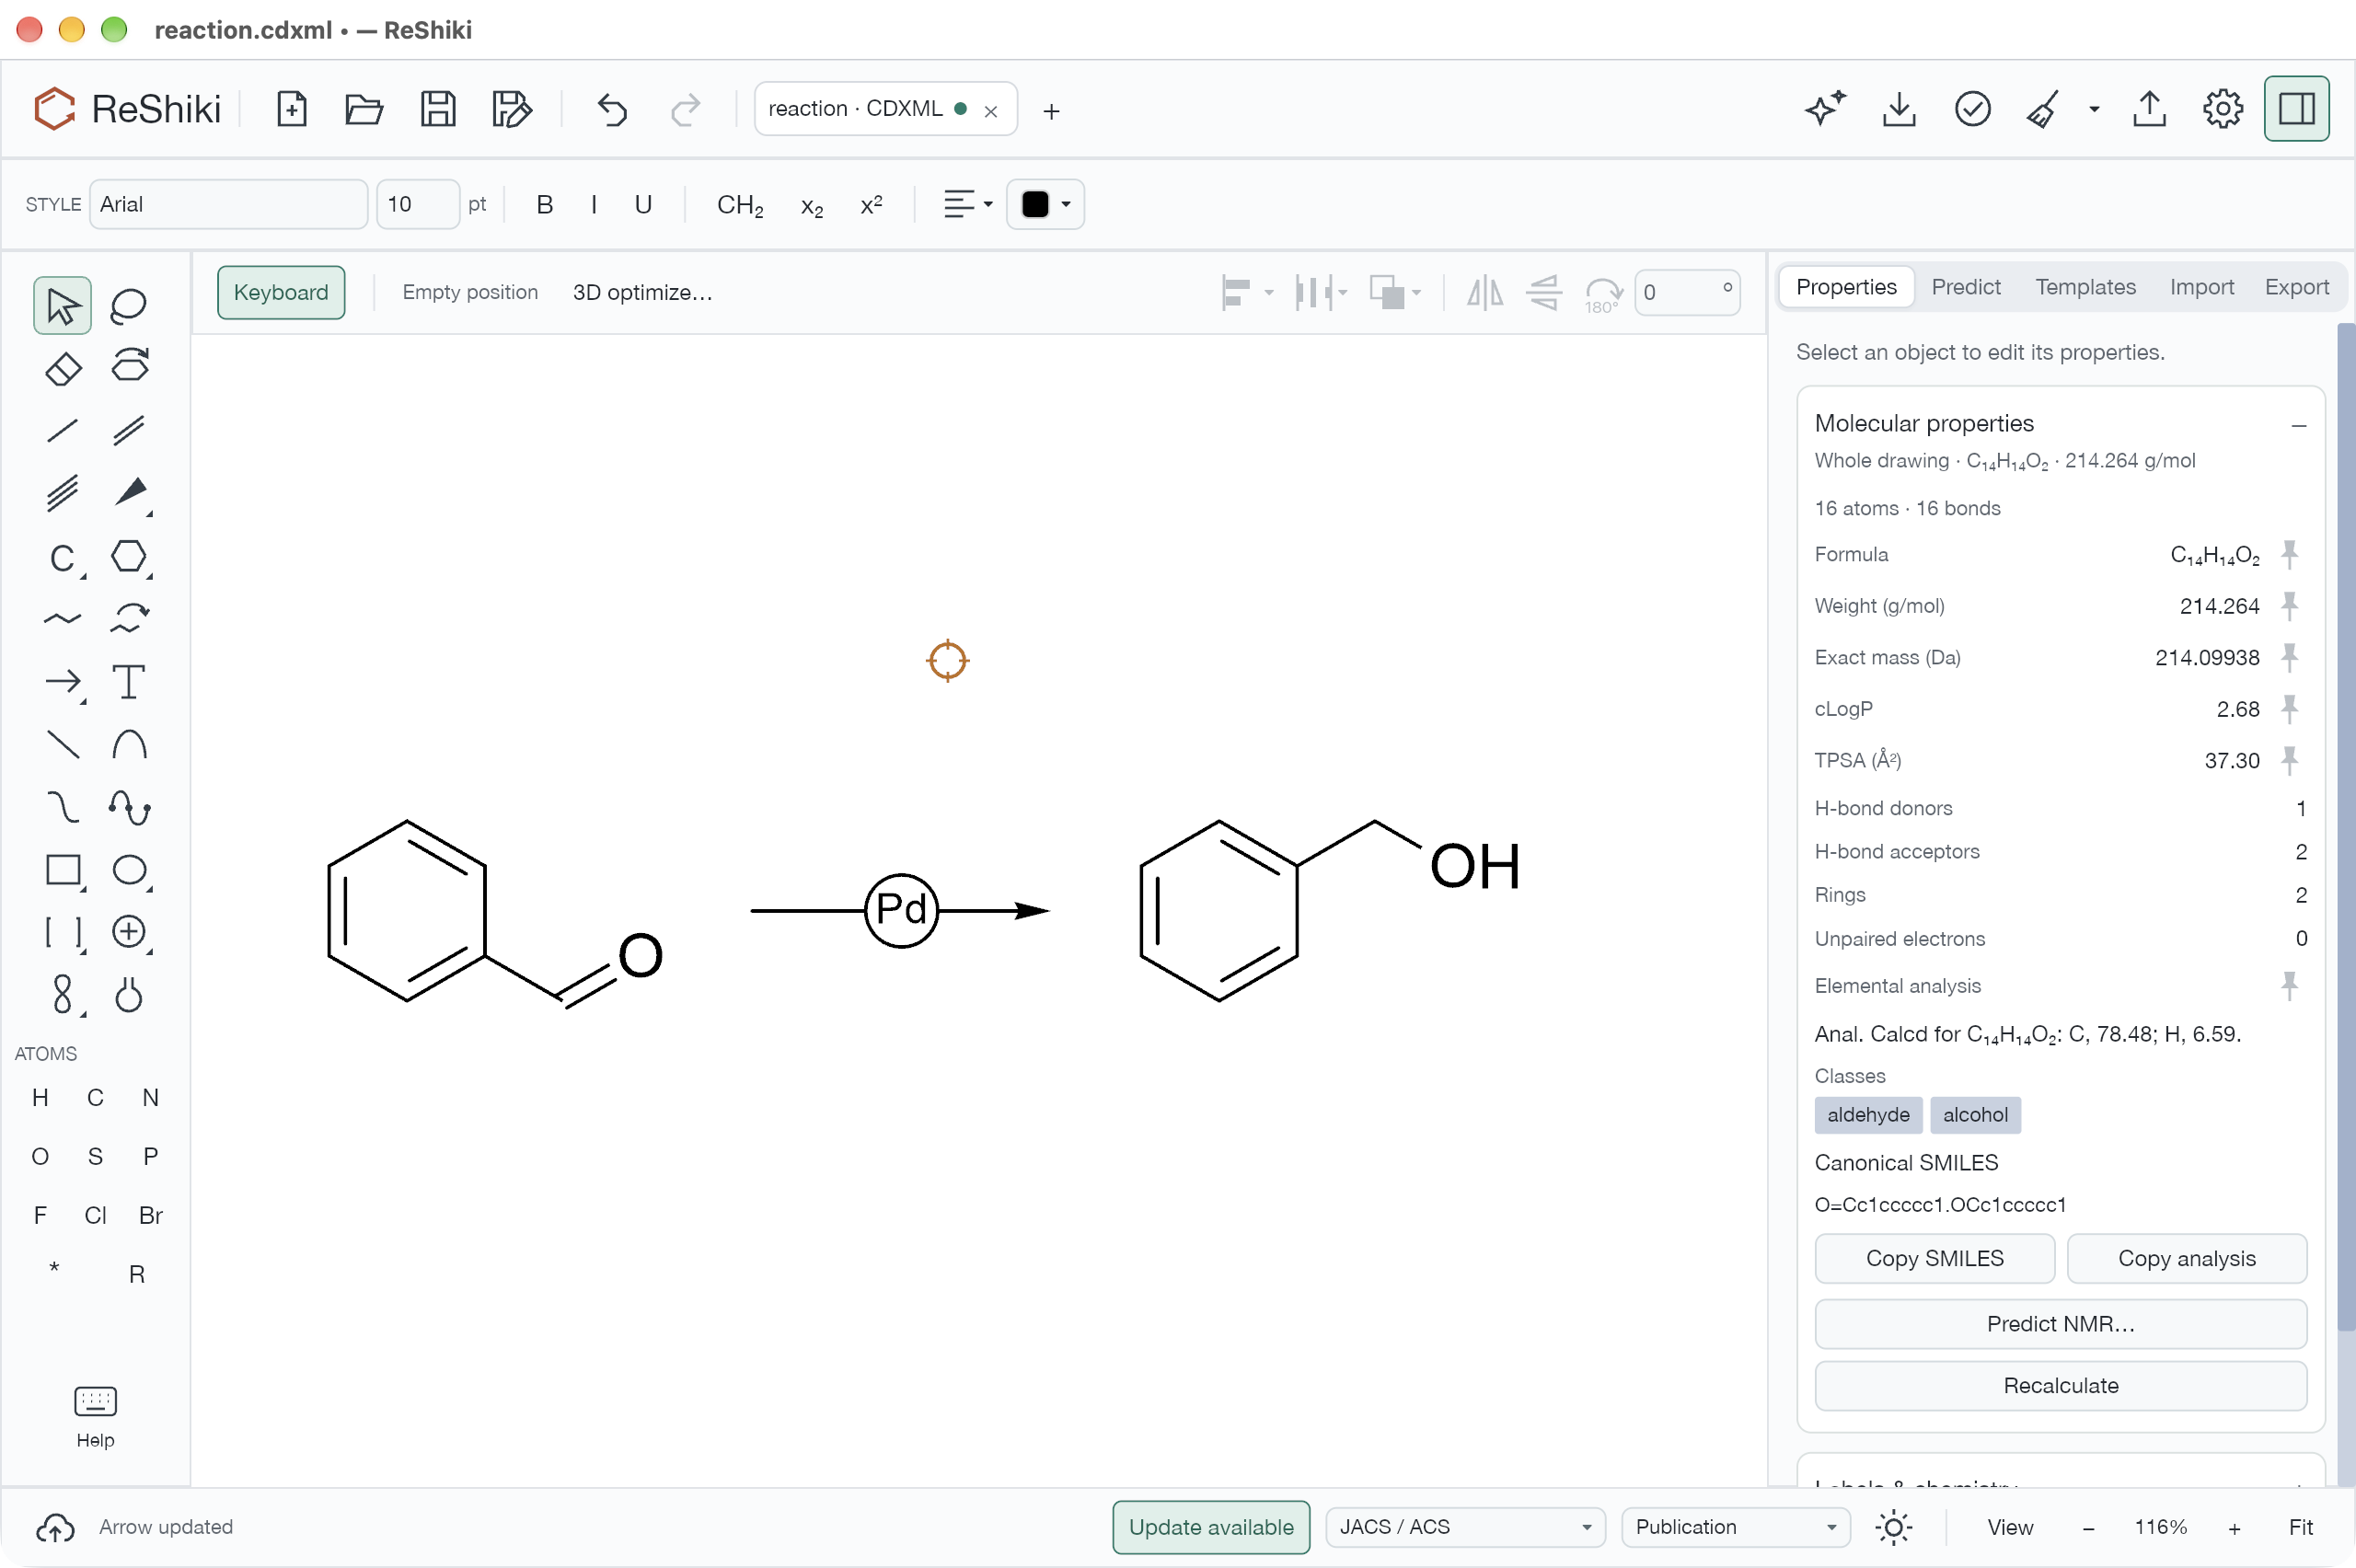 reaction.cdxml • — ReShiki
ReShiki
reaction · CDXML
STYLE Arial 10 pt B I U CH₂ x₂ x²
Keyboard Empty position 3D optimize… 180° 0 °
Properties Predict Templates Import Export
Select an object to edit its properties.
Molecular properties
Whole drawing · C₁₄H₁₄O₂ · 214.264 g/mol
16 atoms · 16 bonds
Formula C₁₄H₁₄O₂
Weight (g/mol) 214.264
Exact mass (Da) 214.09938
cLogP 2.68
TPSA (Å²) 37.30
H-bond donors 1
H-bond acceptors 2
Rings 2
Unpaired electrons 0
Elemental analysis
Anal. Calcd for C₁₄H₁₄O₂: C, 78.48; H, 6.59.
Classes
aldehyde alcohol
Canonical SMILES
O=Cc1ccccc1.OCc1ccccc1
Copy SMILES Copy analysis
Predict NMR…
Recalculate
Labels & chemistry
O
Pd
OH
C
T
ATOMS
H C N
O S P
F Cl Br
* R
Help
Arrow updated
Update available JACS / ACS Publication View − 116% + Fit